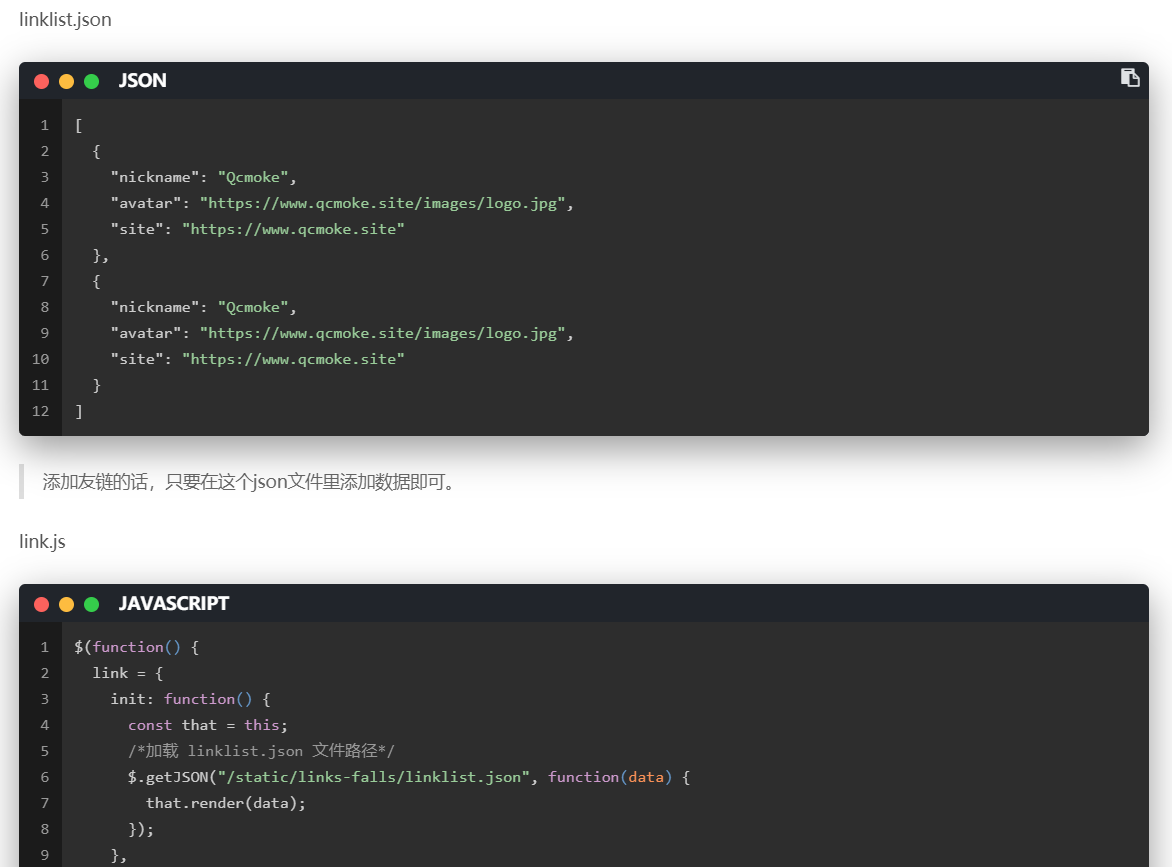 linklist.json
JSON
1 [
2   {
3     "nickname": "Qcmoke",
4     "avatar": "https://www.qcmoke.site/images/logo.jpg",
5     "site": "https://www.qcmoke.site"
6   },
7   {
8     "nickname": "Qcmoke",
9     "avatar": "https://www.qcmoke.site/images/logo.jpg",
10     "site": "https://www.qcmoke.site"
11   }
12 ]
添加友链的话，只要在这个json文件里添加数据即可。
link.js
JAVASCRIPT
1 $(function() {
2   link = {
3     init: function() {
4       const that = this;
5       /*加载 linklist.json 文件路径*/
6       $.getJSON("/static/links-falls/linklist.json", function(data) {
7         that.render(data);
8       });
9     },